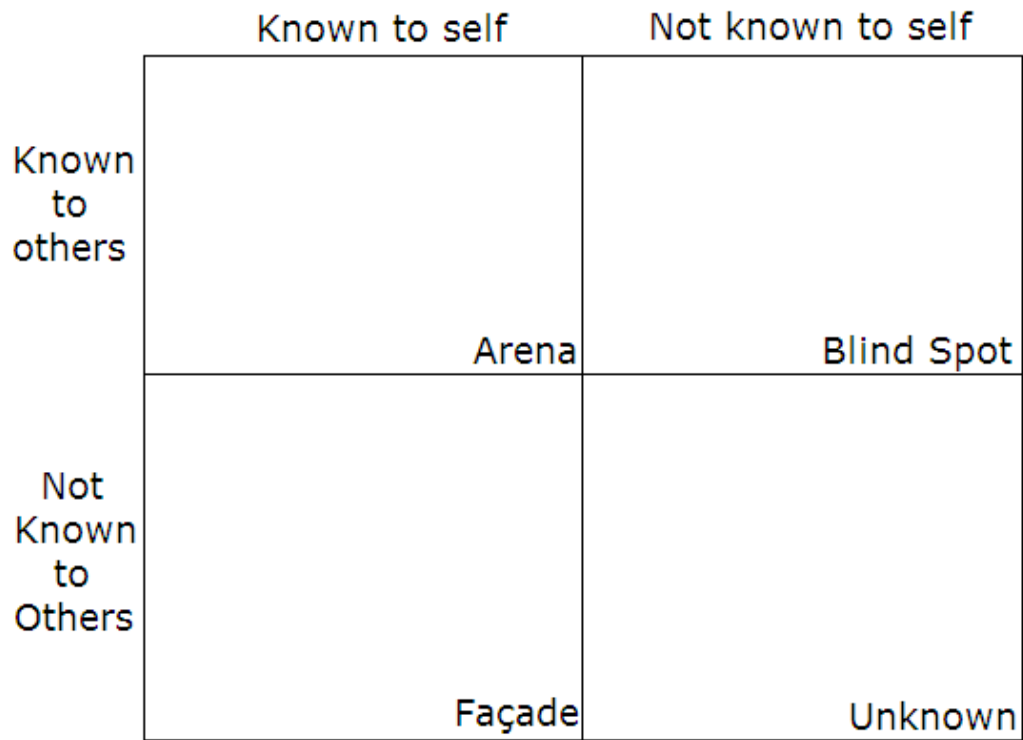 Known to self
Not known to self
Known
to
others
Arena
Blind Spot
Not
Known
to
Others
Façade
Unknown